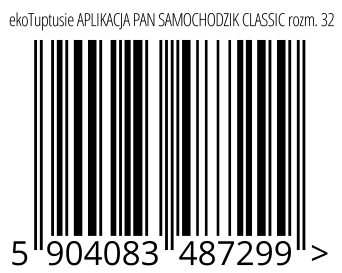 ekoTuptusie APLIKACJA PAN SAMOCHODZIK CLASSIC rozm. 32
5 904083 487299 >